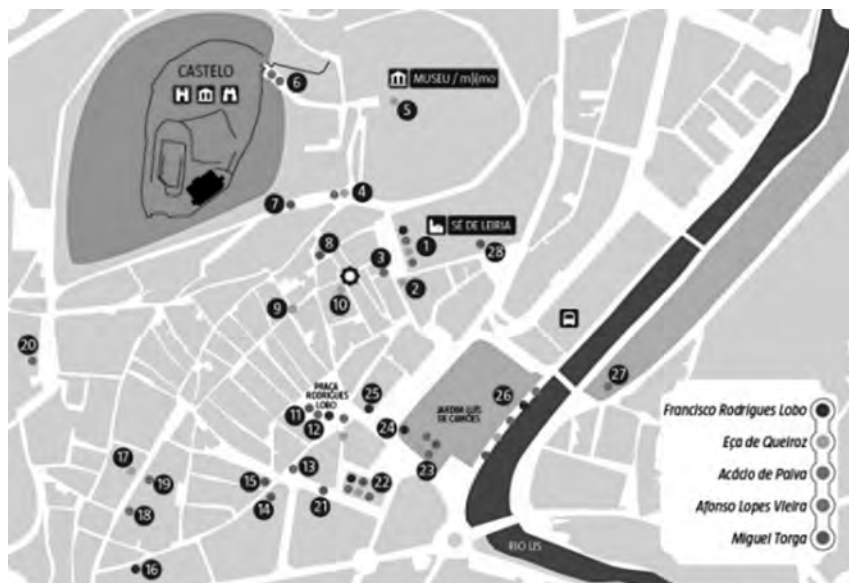 CASTELO
6
MUSEU / m|i|mo
5
7
4
8
3
1
SÉ DE LEIRIA
28
2
10
9
20
27
PRAÇA
RODRIGUES
LOBO
25
26
11
12
24
JARDIM LUÍS
DE CAMÕES
23
17
19
15
13
14
22
21
18
16
RIO LIS
Francisco Rodrigues Lobo
Eça de Queiroz
Acácio de Paiva
Afonso Lopes Vieira
Miguel Torga